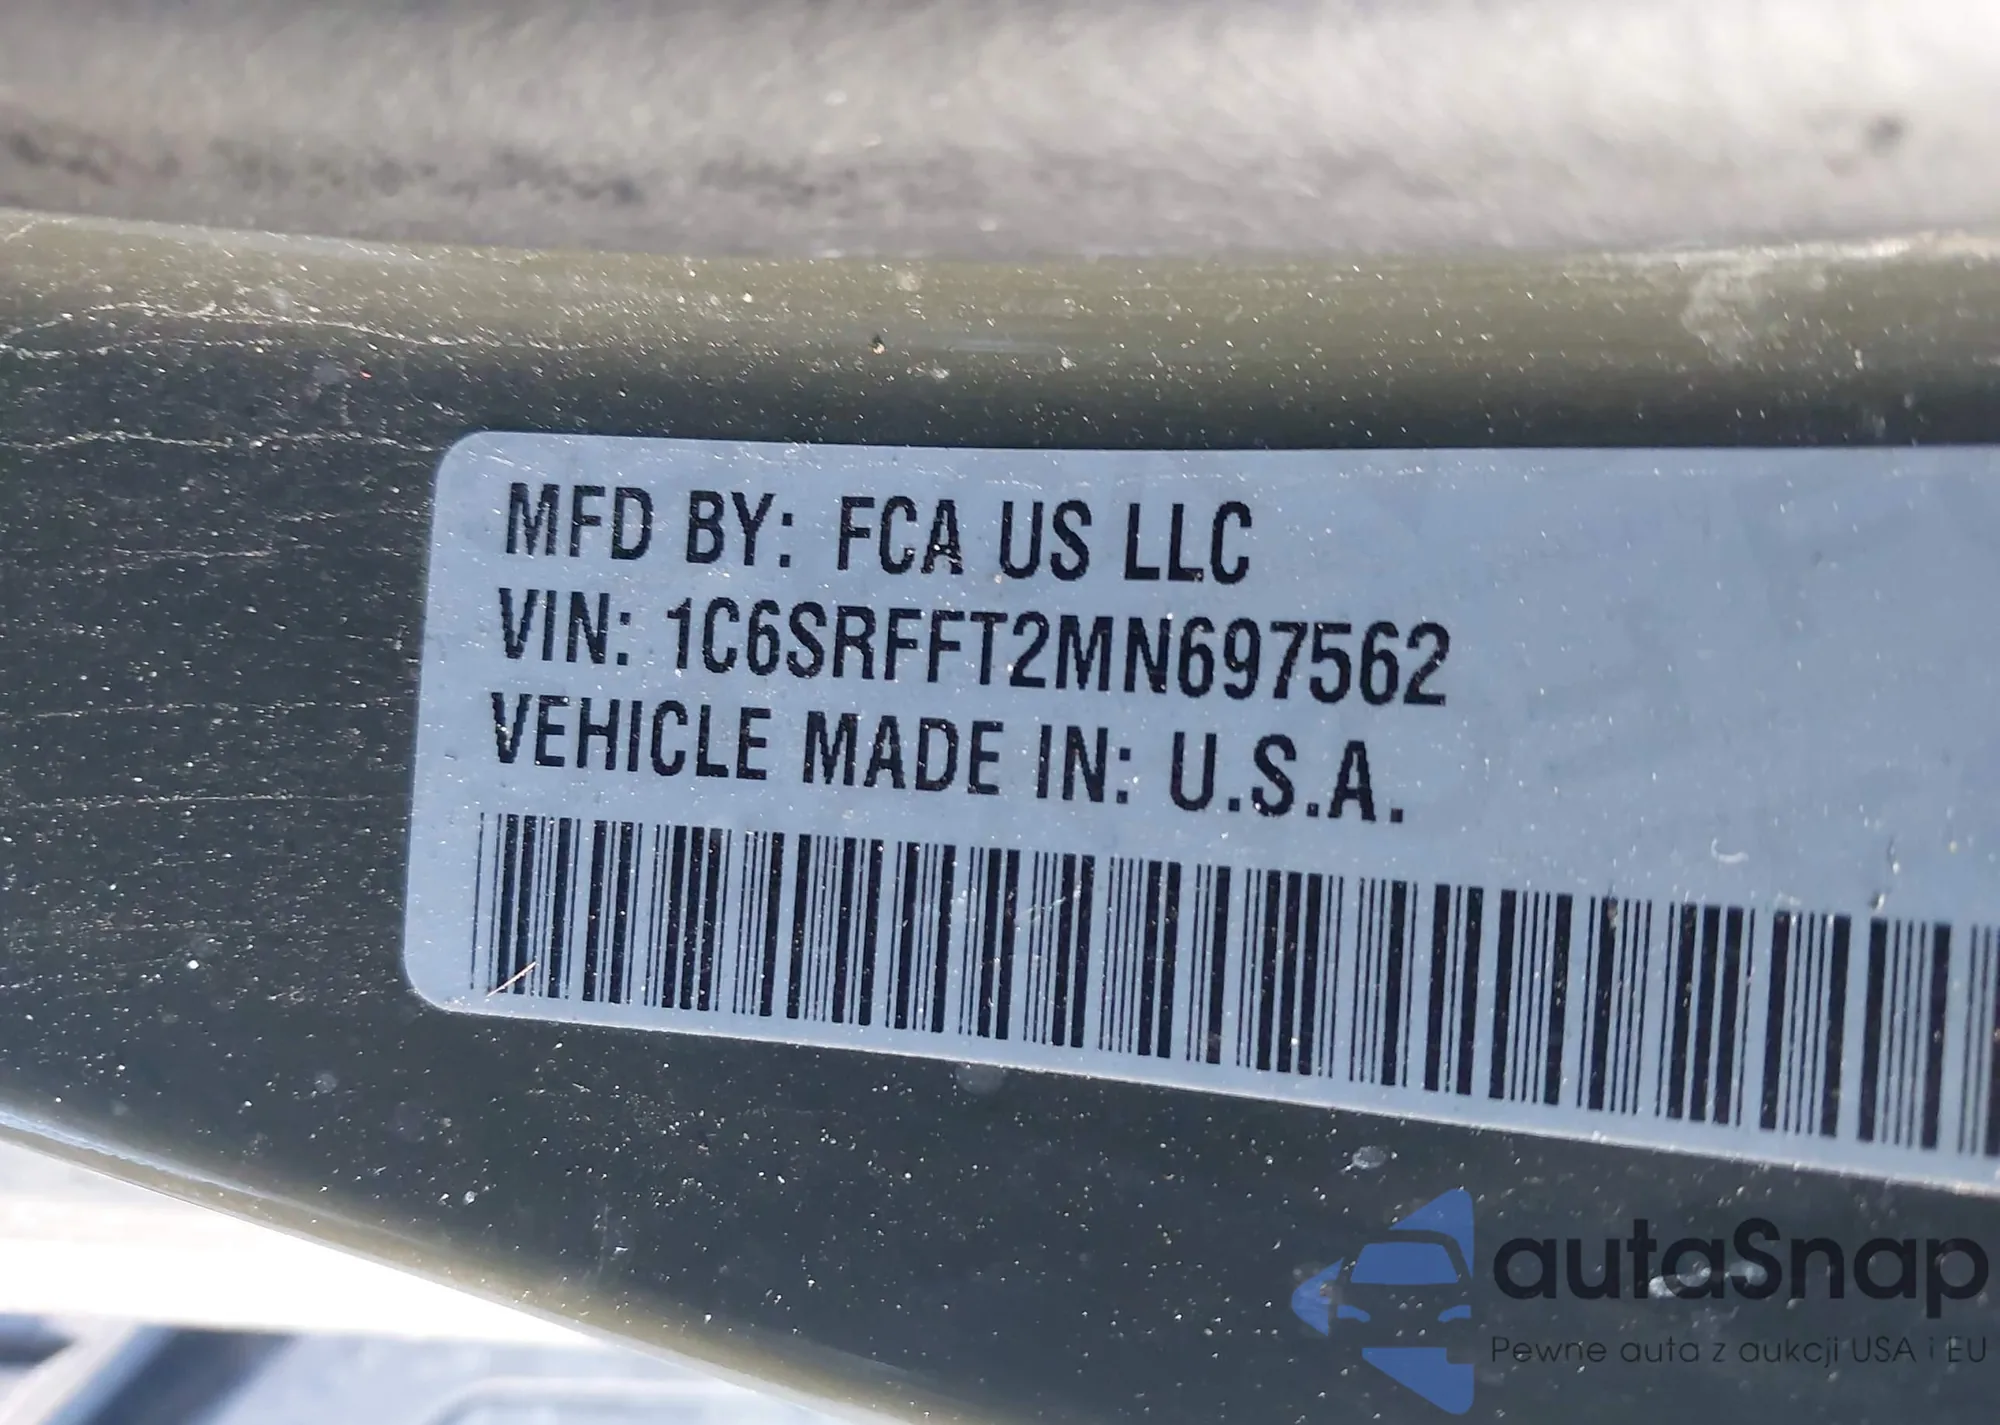 MFD BY: FCA US LLC
VIN: 1C6SRFFT2MN697562
VEHICLE MADE IN: U.S.A.
autaSnap
Pewne auta z aukcji USA i EU